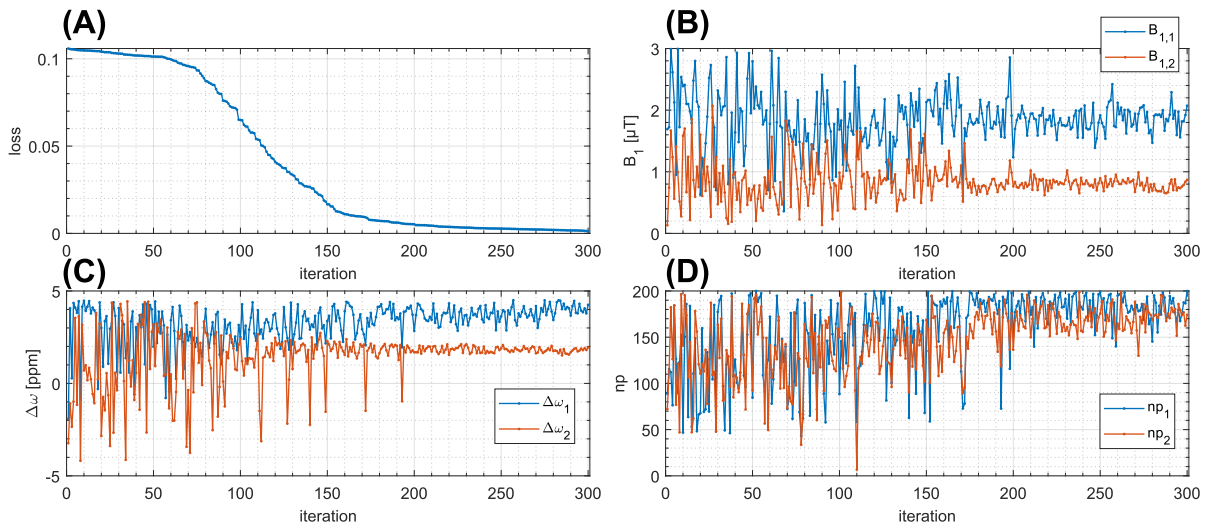 (A)
0.1
0.05
0
loss
0 50 100 150 200 250 300
iteration
(B)
B1,1
B1,2
3
2
1
0
B1 [μT]
0 50 100 150 200 250 300
iteration
(C)
5
0
-5
Δω [ppm]
Δω1
Δω2
0 50 100 150 200 250 300
iteration
(D)
200
150
100
50
0
np
np1
np2
0 50 100 150 200 250 300
iteration